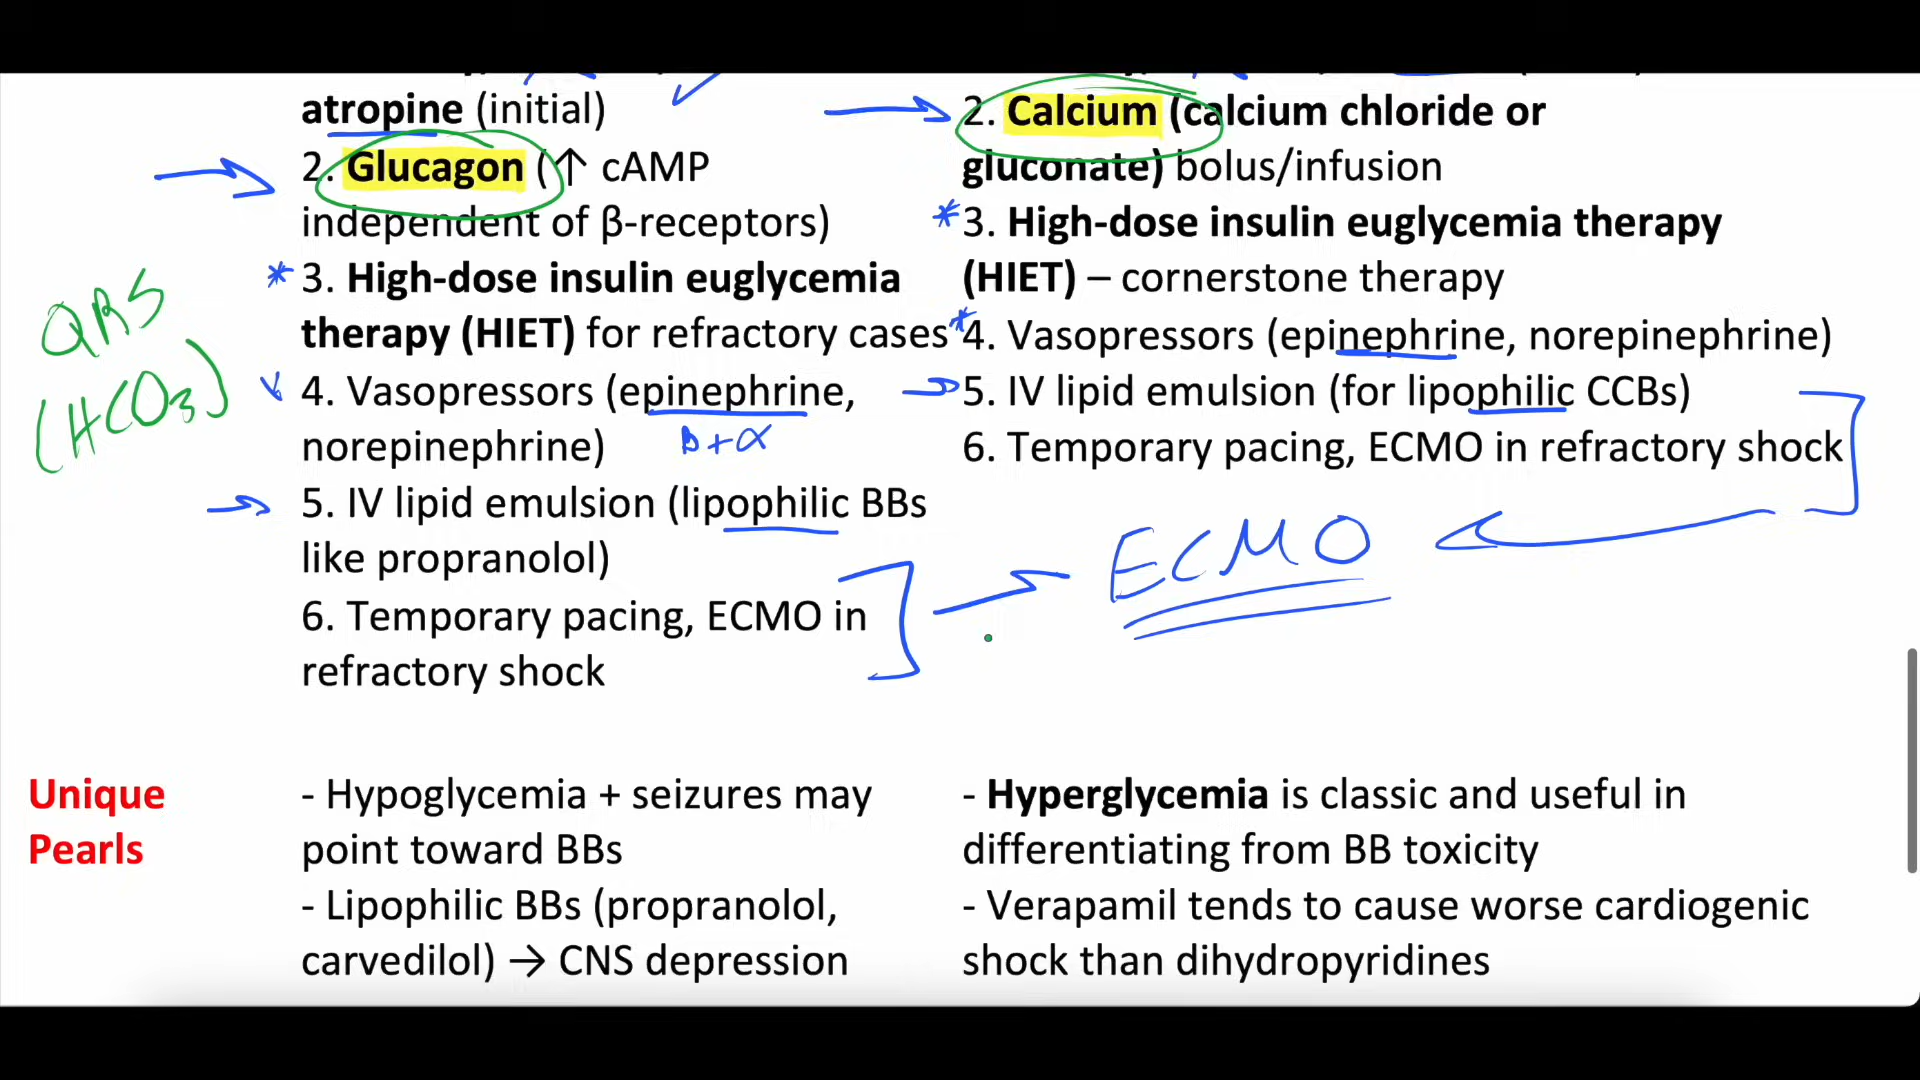 atropine (initial)
2. Glucagon (↑ cAMP
independent of β-receptors)
3. High-dose insulin euglycemia
therapy (HIET) for refractory cases
4. Vasopressors (epinephrine,
norepinephrine)
B + α
5. IV lipid emulsion (lipophilic BBs
like propranolol)
6. Temporary pacing, ECMO in
refractory shock
QRS
(HCO3)
2. Calcium (calcium chloride or
gluconate) bolus/infusion
*3. High-dose insulin euglycemia therapy
(HIET) – cornerstone therapy
4. Vasopressors (epinephrine, norepinephrine)
5. IV lipid emulsion (for lipophilic CCBs)
6. Temporary pacing, ECMO in refractory shock
ECMO
Unique
Pearls
- Hypoglycemia + seizures may
point toward BBs
- Lipophilic BBs (propranolol,
carvedilol) → CNS depression
- Hyperglycemia is classic and useful in
differentiating from BB toxicity
- Verapamil tends to cause worse cardiogenic
shock than dihydropyridines